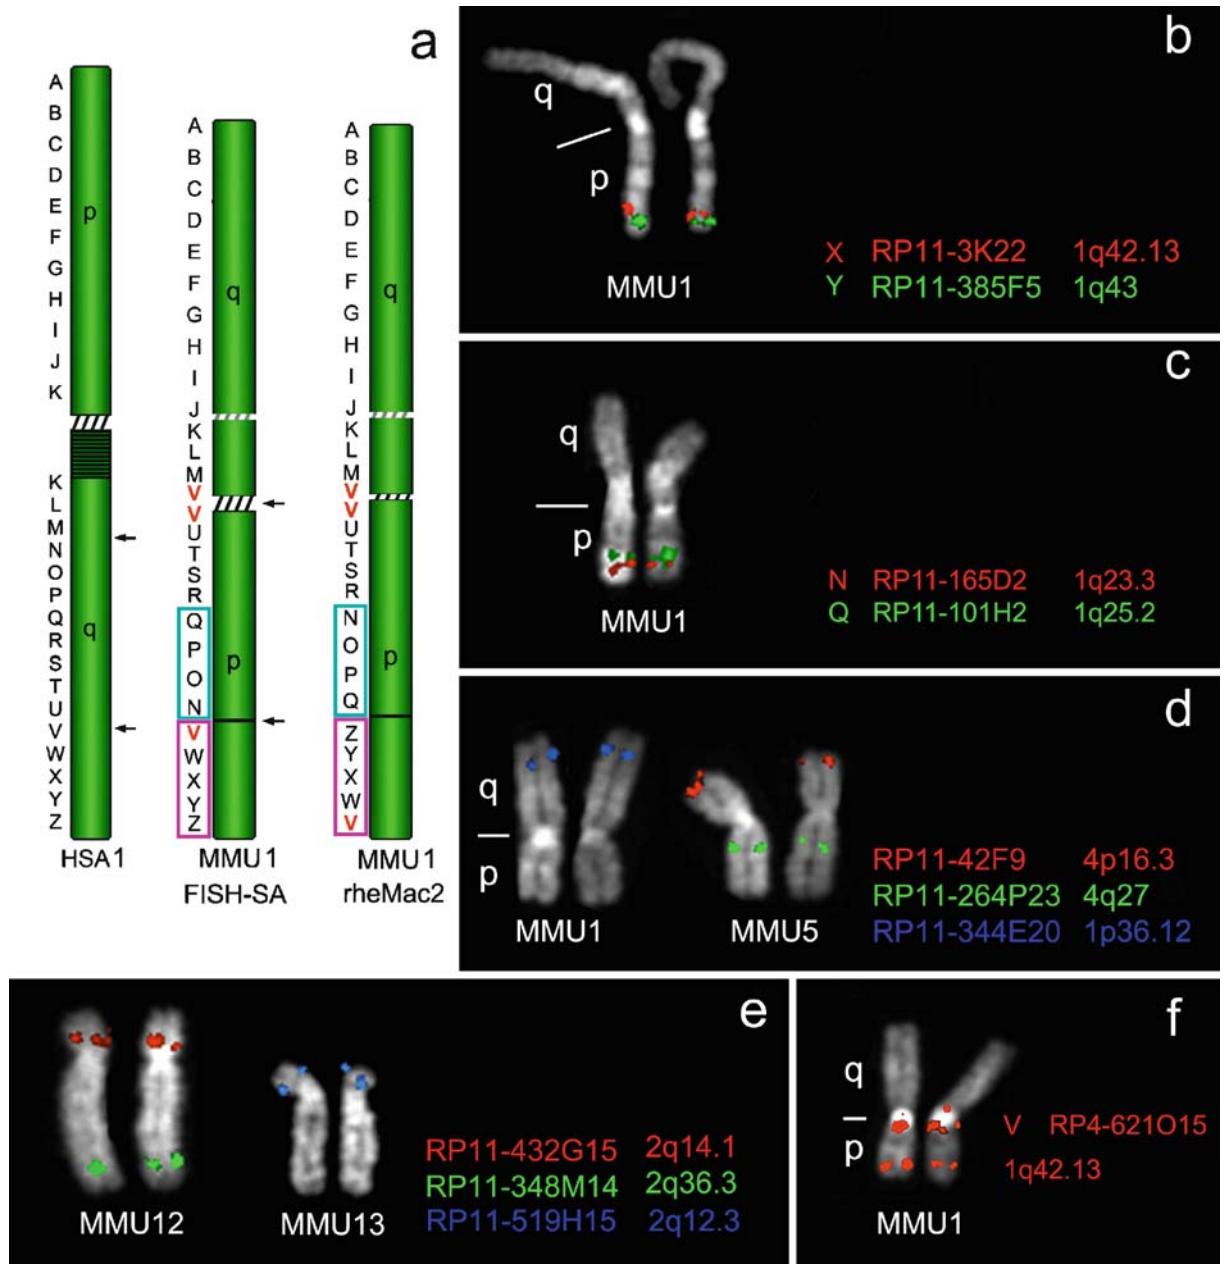 a
A
B
C
D
E
F
G
H
I
J
K
K
L
M
N
O
P
Q
R
S
T
U
V
W
X
Y
Z
p
q
HSA1
A
B
C
D
E
F
G
H
I
J
K
L
M
V
V
U
T
S
R
Q
P
O
N
V
W
X
Y
Z
q
p
MMU1
FISH-SA
A
B
C
D
E
F
G
H
I
J
K
L
M
V
V
U
T
S
R
N
O
P
Q
Z
Y
X
W
V
q
p
MMU1
rheMac2
b
q
p
MMU1
X RP11-3K22 1q42.13
Y RP11-385F5 1q43
c
q
p
MMU1
N RP11-165D2 1q23.3
Q RP11-101H2 1q25.2
d
q
p
MMU1 MMU5
RP11-42F9 4p16.3
RP11-264P23 4q27
RP11-344E20 1p36.12
e
MMU12 MMU13
RP11-432G15 2q14.1
RP11-348M14 2q36.3
RP11-519H15 2q12.3
f
q
p
V RP4-621O15
1q42.13
MMU1